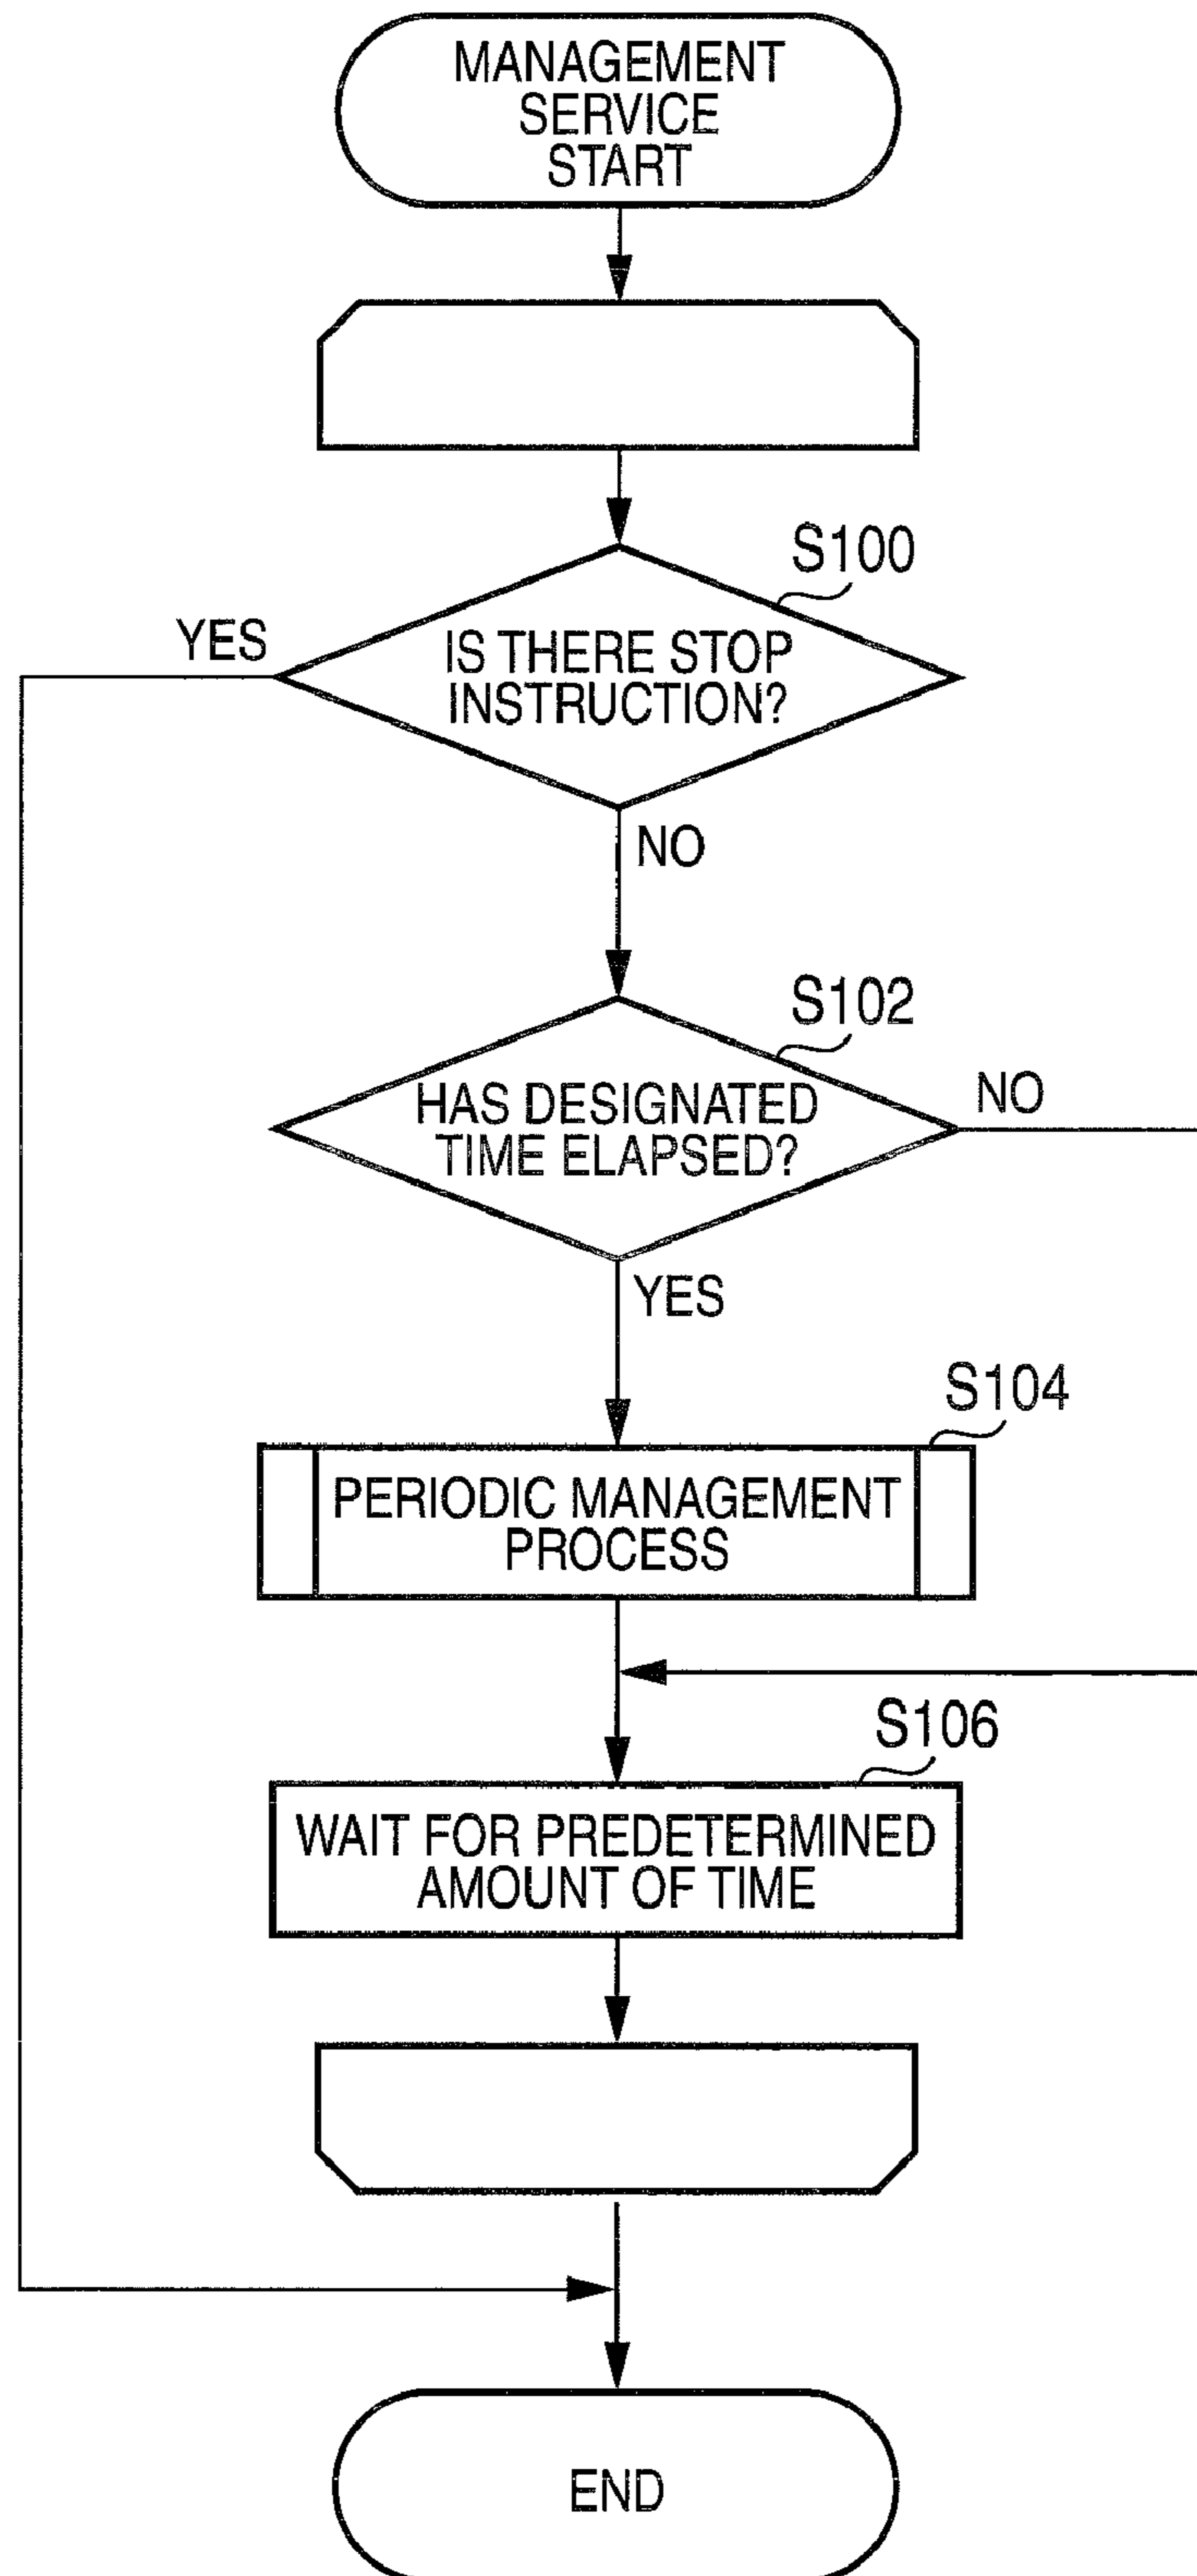 MANAGEMENT
SERVICE
START
S100
YES
IS THERE STOP
INSTRUCTION?
NO
S102
HAS DESIGNATED
TIME ELAPSED?
NO
YES
S104
PERIODIC MANAGEMENT
PROCESS
S106
WAIT FOR PREDETERMINED
AMOUNT OF TIME
END